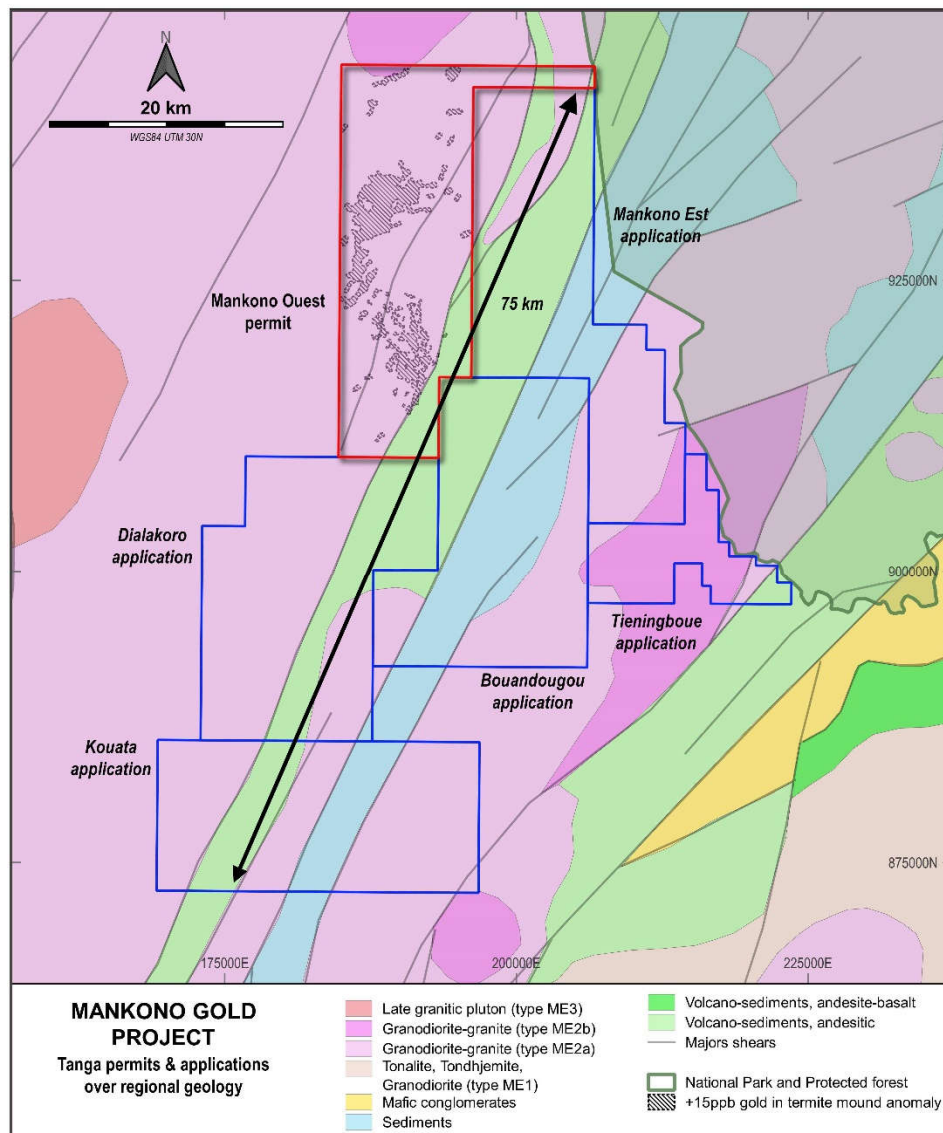 N
20 km
WGS84 UTM 30N
Mankono Est
application
925000N
Mankono Ouest
permit
75 km
Dialakoro
application
900000N
Tieningboue
application
Bouandougou
application
Kouata
application
875000N
175000E
200000E
225000E
MANKONO GOLD
PROJECT
Tanga permits & applications
over regional geology
Late granitic pluton (type ME3)
Granodiorite-granite (type ME2b)
Granodiorite-granite (type ME2a)
Tonalite, Tondhjemite,
Granodiorite (type ME1)
Mafic conglomerates
Sediments
Volcano-sediments, andesite-basalt
Volcano-sediments, andesitic
Majors shears
National Park and Protected forest
+15ppb gold in termite mound anomaly